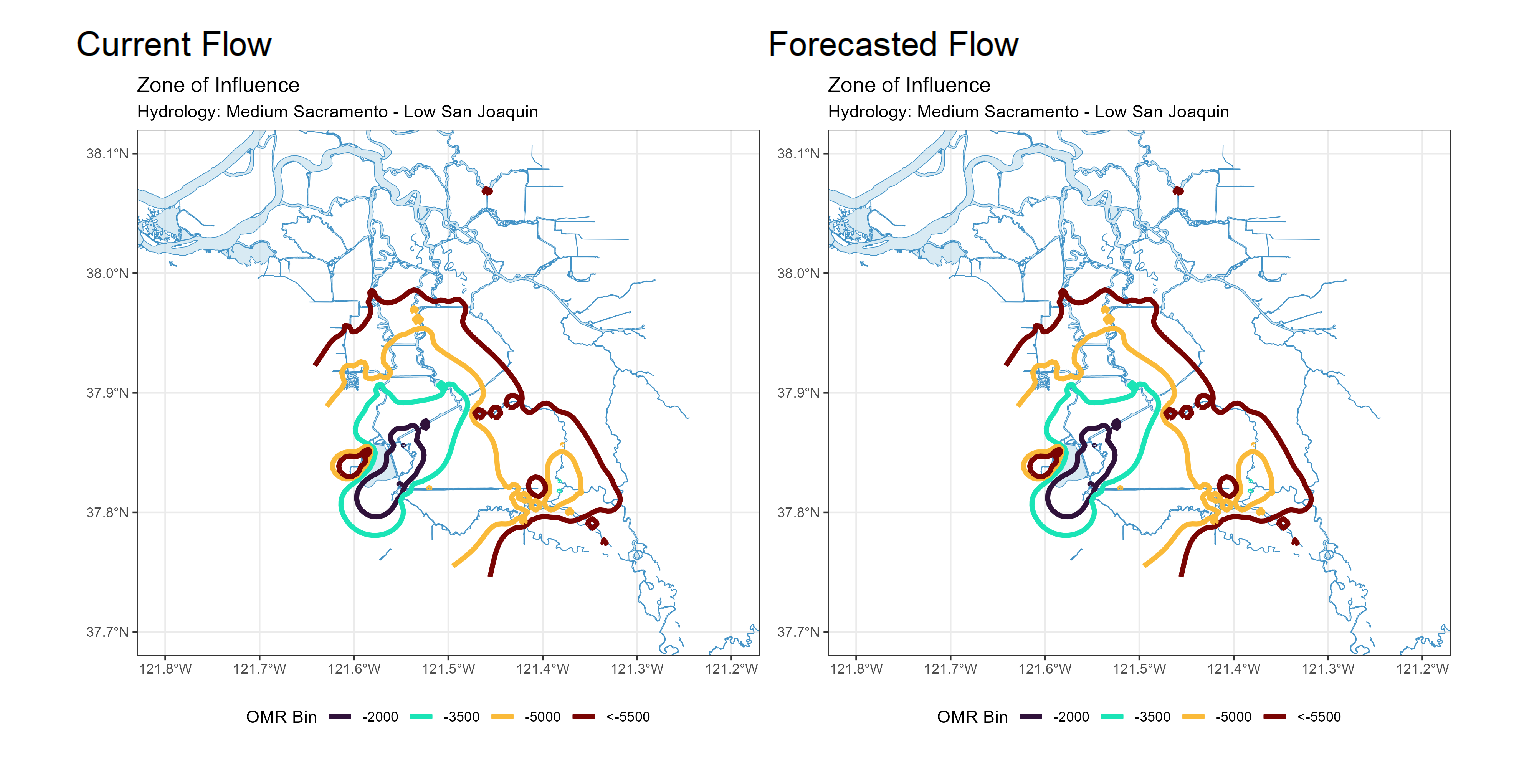 Current Flow
Zone of Influence
Hydrology: Medium Sacramento - Low San Joaquin
38.1°N
38.0°N
37.9°N
37.8°N
37.7°N
121.8°W 121.7°W 121.6°W 121.5°W 121.4°W 121.3°W 121.2°W
OMR Bin -2000 -3500 -5000 <-5500
Forecasted Flow
Zone of Influence
Hydrology: Medium Sacramento - Low San Joaquin
38.1°N
38.0°N
37.9°N
37.8°N
37.7°N
121.8°W 121.7°W 121.6°W 121.5°W 121.4°W 121.3°W 121.2°W
OMR Bin -2000 -3500 -5000 <-5500